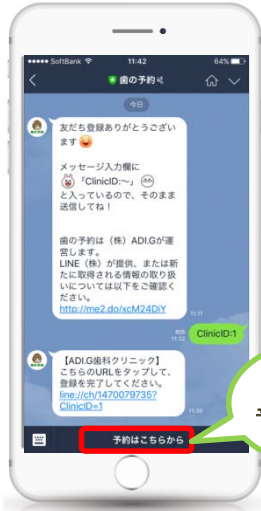 SoftBank 11:42 64%
歯の予約
今日
友だち登録ありがとうござい
ます
メッセージ入力欄に
「ClinicID:〜」
と入っているので、そのまま
送信してね！
歯の予約は（株）ADI.Gが運
営します。
LINE（株）が提供、または新
たに取得される情報の取り扱
いについては以下をご確認く
ださい。
http://me2.do/xcM24DiY
11:11
既読
11:32
ClinicID:1
【ADI.G歯科クリニック】
こちらのURLをタップして、
登録を完了してください。
line://ch/1470079735?
ClinicID=1
予約はこちらから